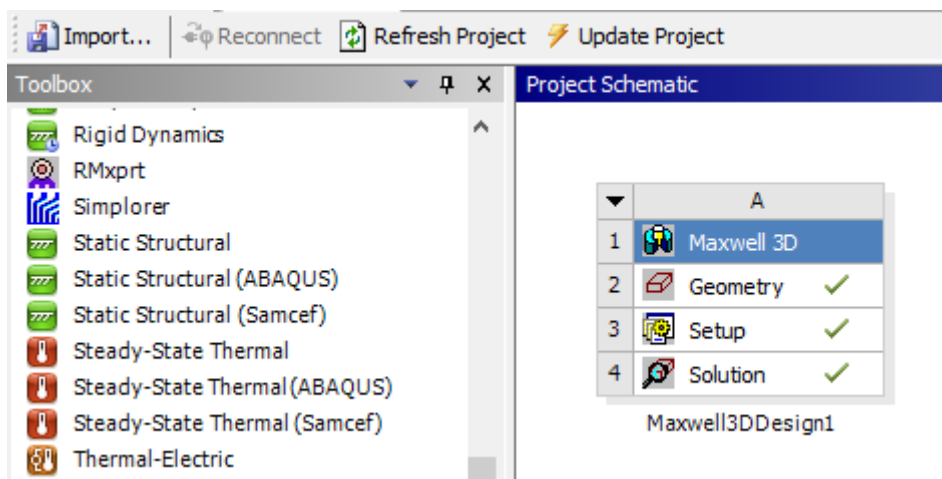 Import... Reconnect Refresh Project Update Project
Toolbox
Rigid Dynamics
RMxprt
Simplorer
Static Structural
Static Structural (ABAQUS)
Static Structural (Samcef)
Steady-State Thermal
Steady-State Thermal (ABAQUS)
Steady-State Thermal (Samcef)
Thermal-Electric
Project Schematic
A
1 Maxwell 3D
2 Geometry
3 Setup
4 Solution
Maxwell3DDesign1